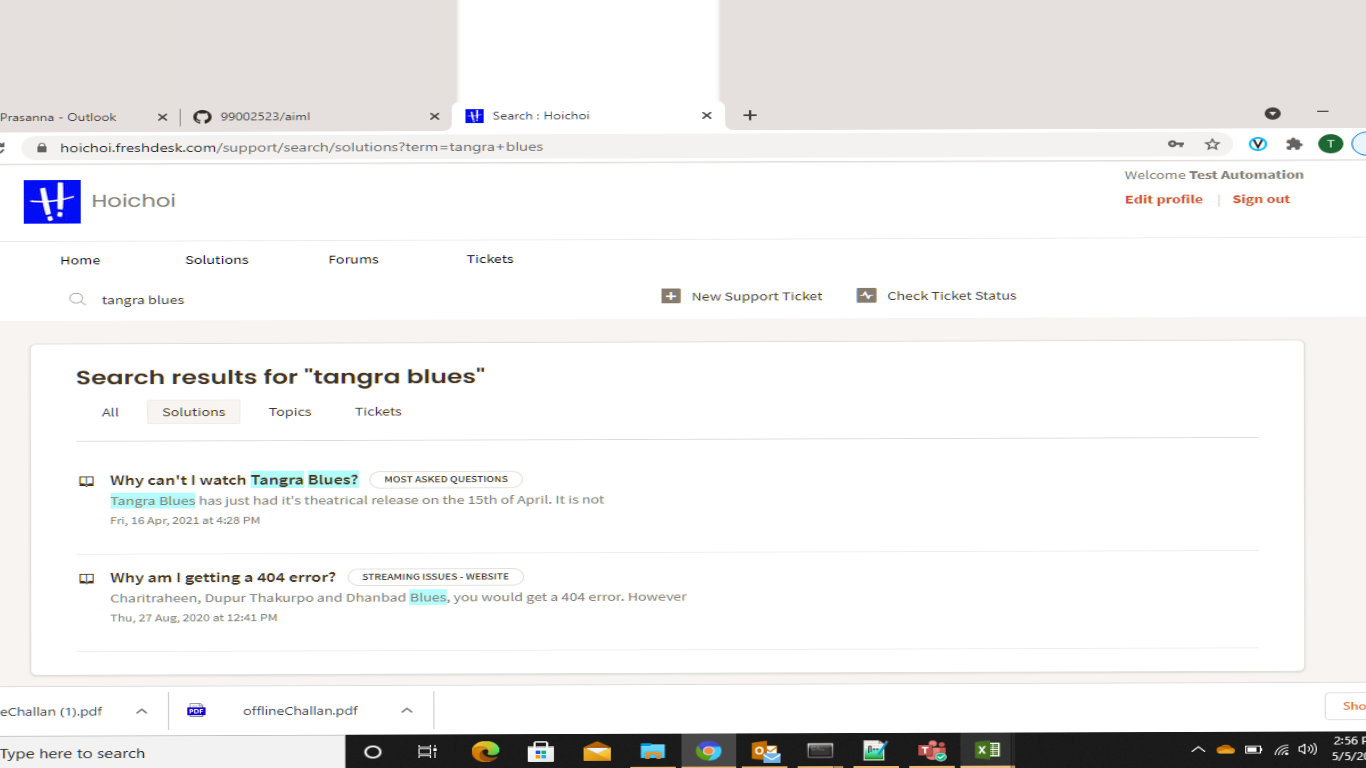 Prasanna - Outlook
99002523/aiml
Search : Hoichoi
hoichoi.freshdesk.com/support/search/solutions?term=tangra+blues
T
Welcome Test Automation
Hoichoi
Edit profile | Sign out
Home Solutions Forums Tickets
tangra blues
New Support Ticket
Check Ticket Status
Search results for "tangra blues"
All Solutions Topics Tickets
Why can't I watch Tangra Blues? MOST ASKED QUESTIONS
Tangra Blues has just had it's theatrical release on the 15th of April. It is not
Fri, 16 Apr, 2021 at 4:28 PM
Why am I getting a 404 error? STREAMING ISSUES - WEBSITE
Charitraheen, Dupur Thakurpo and Dhanbad Blues, you would get a 404 error. However
Thu, 27 Aug, 2020 at 12:41 PM
eChallan (1).pdf
PDF
offlineChallan.pdf
Sho
Type here to search
2:56 P
5/5/20